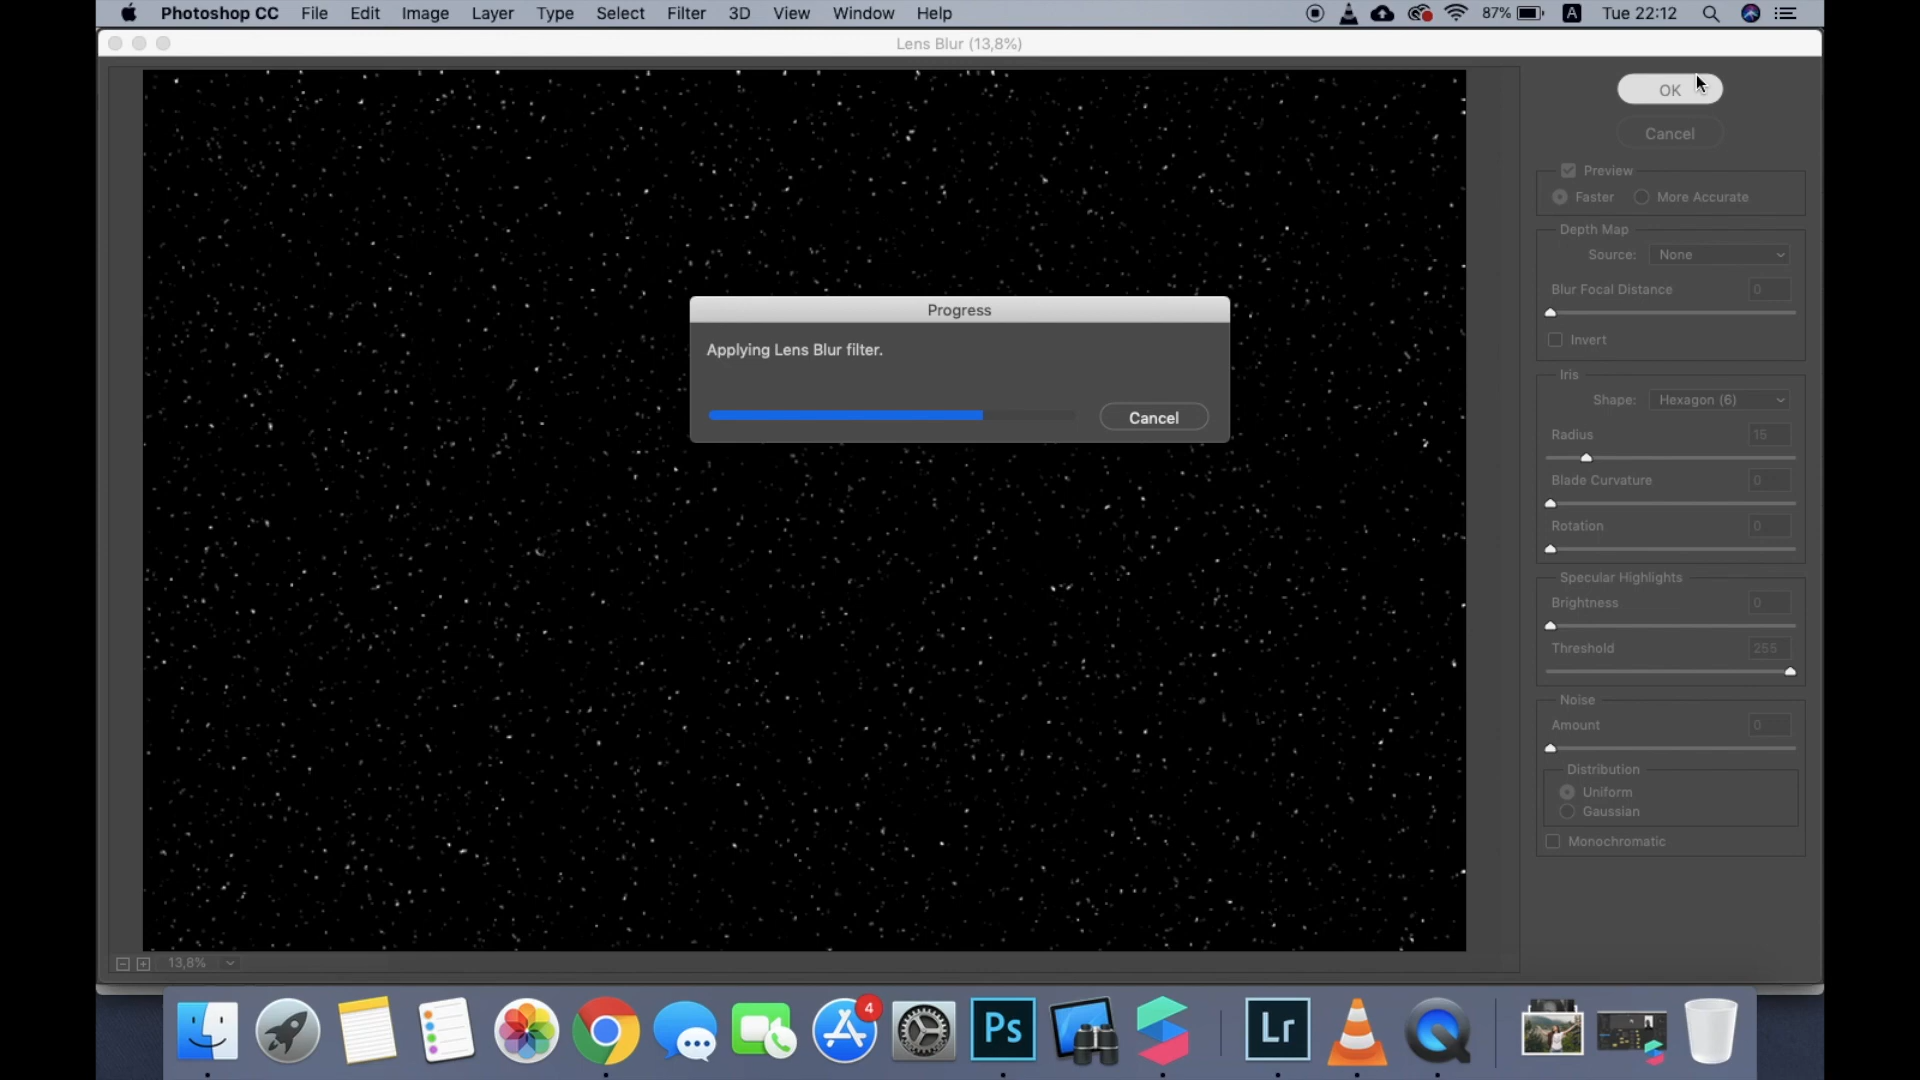 Photoshop CC File Edit Image Layer Type Select Filter 3D View Window Help 87% A Tue 22:12
Lens Blur (13,8%)
OK
Cancel
Preview
Faster More Accurate
Depth Map
Source: None
Blur Focal Distance 0
Invert
Iris
Shape: Hexagon (6)
Radius 15
Blade Curvature 0
Rotation 0
Specular Highlights
Brightness 0
Threshold 255
Noise
Amount 0
Distribution
Uniform
Gaussian
Monochromatic
Progress
Applying Lens Blur filter.
Cancel
13,8%
4
Ps
Lr